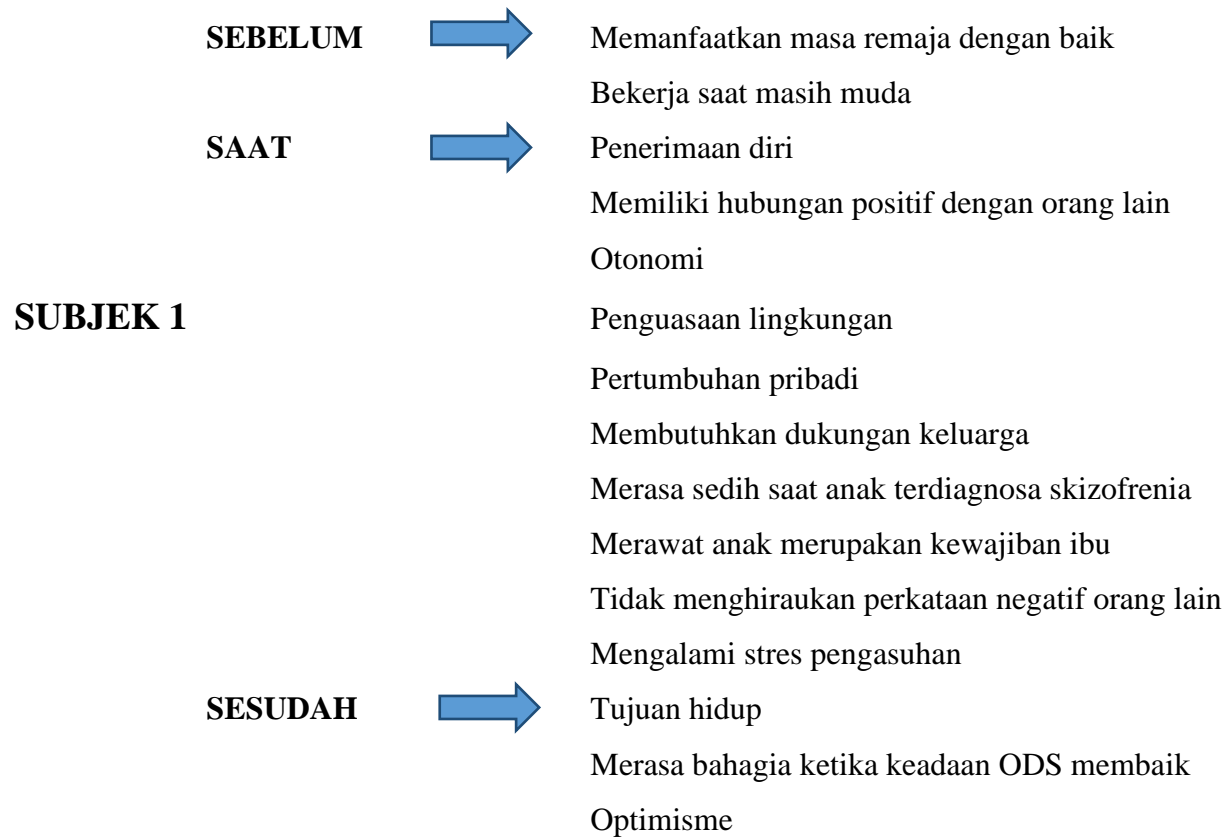 SEBELUM Memanfaatkan masa remaja dengan baik
Bekerja saat masih muda
SAAT Penerimaan diri
Memiliki hubungan positif dengan orang lain
Otonomi
SUBJEK 1 Penguasaan lingkungan
Pertumbuhan pribadi
Membutuhkan dukungan keluarga
Merasa sedih saat anak terdiagnosa skizofrenia
Merawat anak merupakan kewajiban ibu
Tidak menghiraukan perkataan negatif orang lain
Mengalami stres pengasuhan
SESUDAH Tujuan hidup
Merasa bahagia ketika keadaan ODS membaik
Optimisme